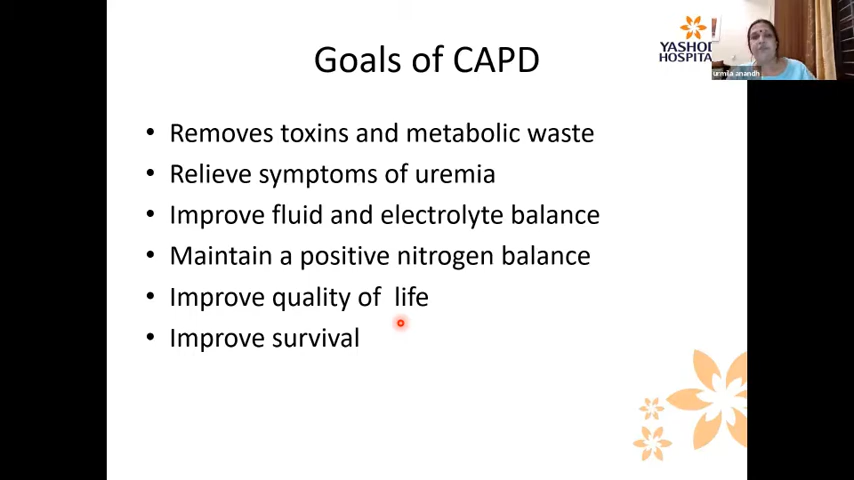 Goals of CAPD
YASHOD
HOSPITA
urmila anandh
• Removes toxins and metabolic waste
• Relieve symptoms of uremia
• Improve fluid and electrolyte balance
• Maintain a positive nitrogen balance
• Improve quality of  life
• Improve survival